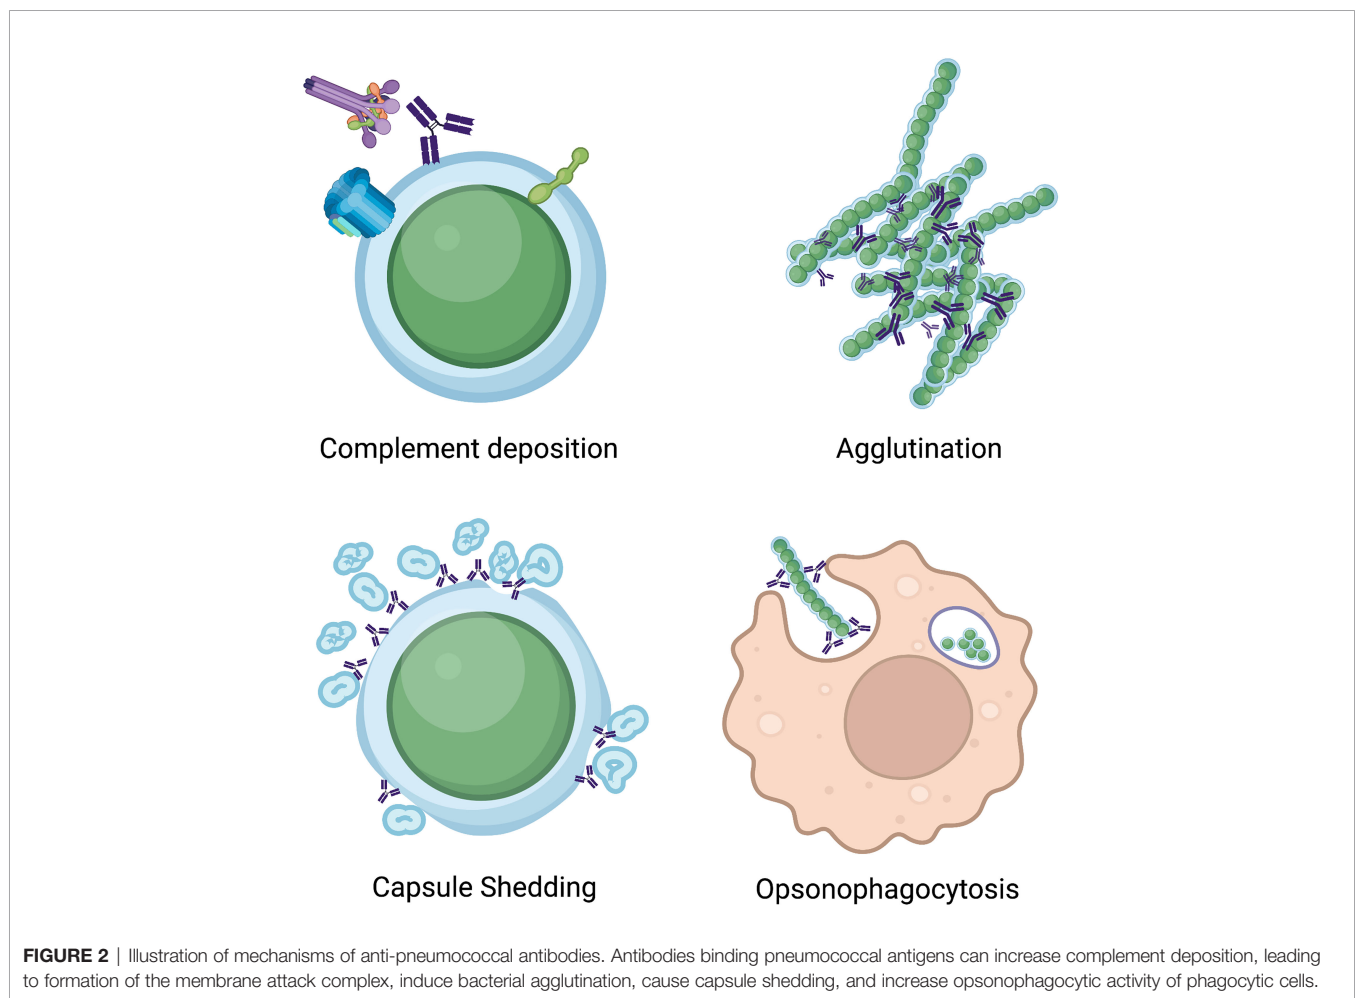 Complement deposition
Agglutination
Capsule Shedding
Opsonophagocytosis
FIGURE 2 | Illustration of mechanisms of anti-pneumococcal antibodies. Antibodies binding pneumococcal antigens can increase complement deposition, leading
to formation of the membrane attack complex, induce bacterial agglutination, cause capsule shedding, and increase opsonophagocytic activity of phagocytic cells.